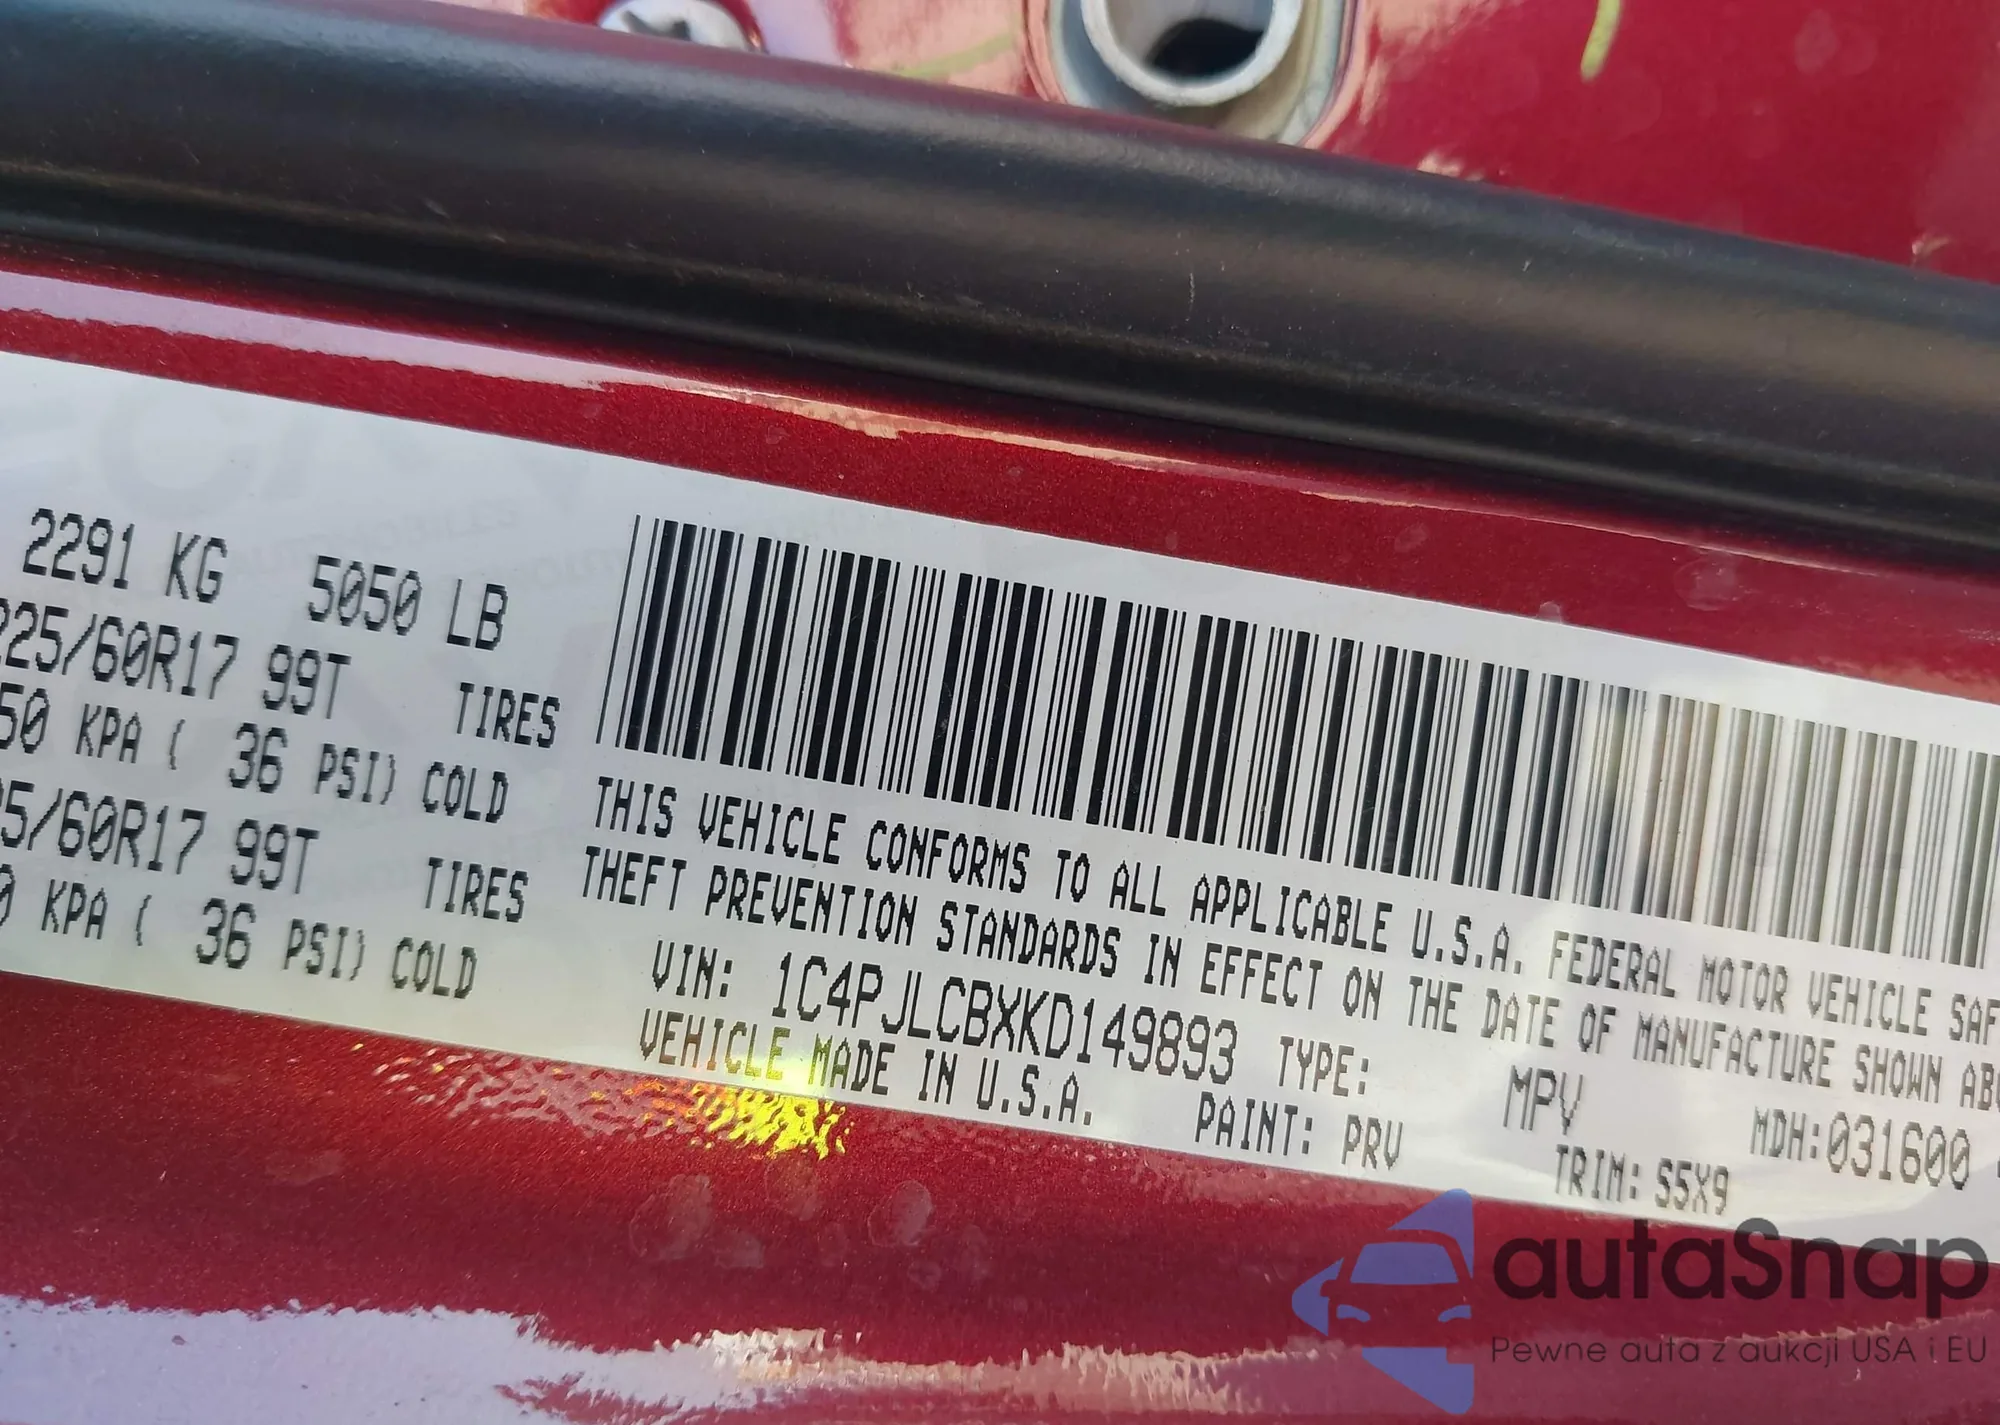 2291 KG 5050 LB
225/60R17 99T TIRES
50 KPA ( 36 PSI) COLD
25/60R17 99T TIRES
0 KPA ( 36 PSI) COLD
THIS VEHICLE CONFORMS TO ALL APPLICABLE U.S.A. FEDERAL MOTOR VEHICLE SAF
THEFT PREVENTION STANDARDS IN EFFECT ON THE DATE OF MANUFACTURE SHOWN ABO
VIN: 1C4PJLCBXKD149893 TYPE: MPV MDH:031600
VEHICLE MADE IN U.S.A. PAINT: PRV TRIM: S5X9
autaSnap
Pewne auta z aukcji USA i EU